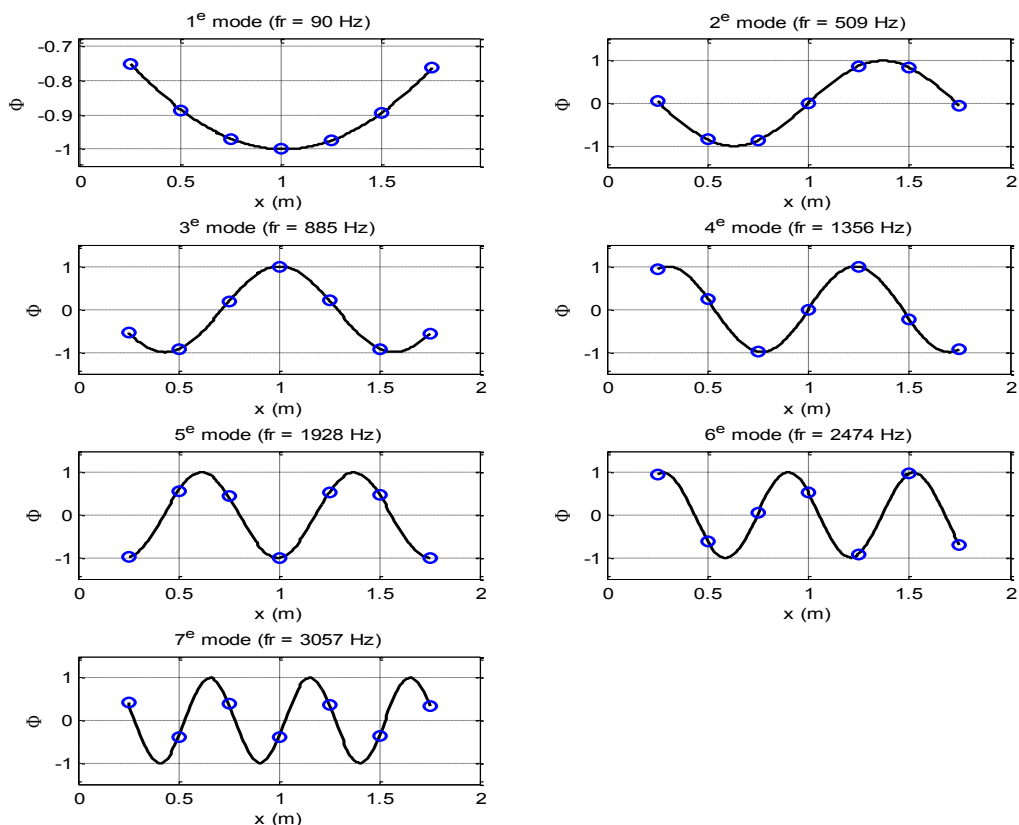 1e mode (fr = 90 Hz)
-0.7
-0.8
-0.9
-1
Φ
0 0.5 1 1.5
x (m)
2e mode (fr = 509 Hz)
1
0
-1
Φ
0 0.5 1 1.5 2
x (m)
3e mode (fr = 885 Hz)
1
0
-1
Φ
0 0.5 1 1.5 2
x (m)
4e mode (fr = 1356 Hz)
1
0
-1
Φ
0 0.5 1 1.5 2
x (m)
5e mode (fr = 1928 Hz)
1
0
-1
Φ
0 0.5 1 1.5 2
x (m)
6e mode (fr = 2474 Hz)
1
0
-1
Φ
0 0.5 1 1.5 2
x (m)
7e mode (fr = 3057 Hz)
1
0
-1
Φ
0 0.5 1 1.5 2
x (m)